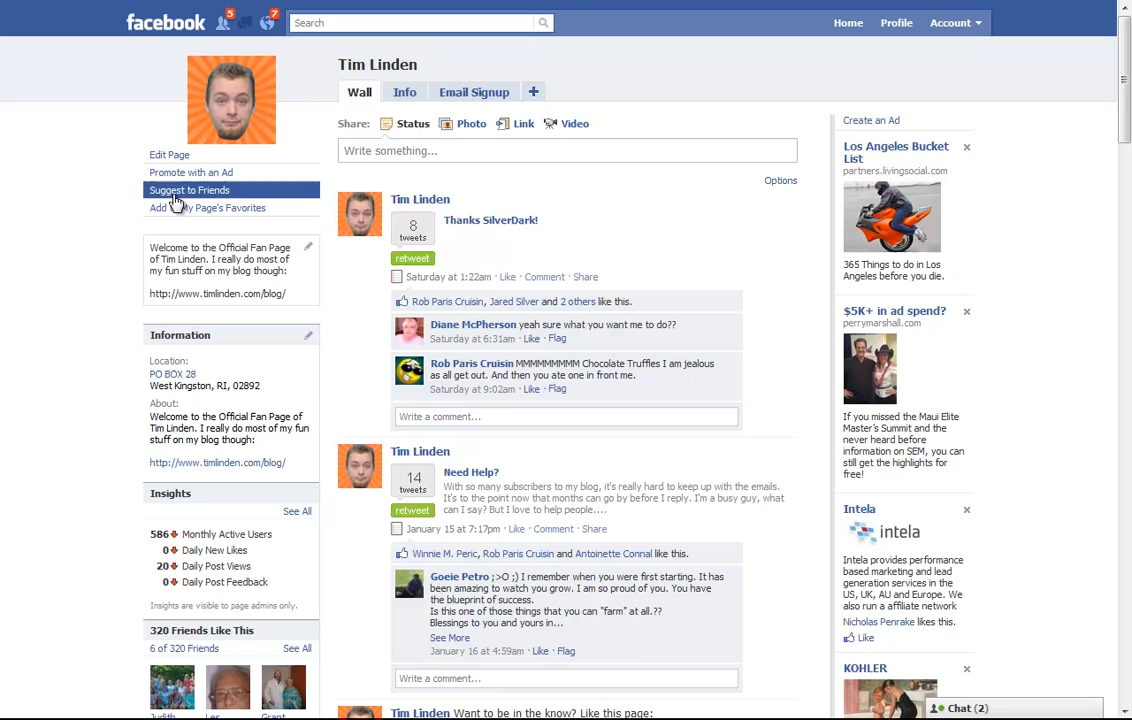 facebook
5
7
Search
Home
Profile
Account
Tim Linden
Wall
Info
Email Signup
+
Edit Page
Promote with an Ad
Suggest to Friends
Add My Page's Favorites
Welcome to the Official Fan Page
of Tim Linden. I really do most of
my fun stuff on my blog though:
http://www.timlinden.com/blog/
Information
Location:
PO BOX 28
West Kingston, RI, 02892
About:
Welcome to the Official Fan Page of
Tim Linden. I really do most of my fun
stuff on my blog though:
http://www.timlinden.com/blog/
Insights
See All
586 Monthly Active Users
0 Daily New Likes
20 Daily Post Views
0 Daily Post Feedback
Insights are visible to page admins only.
320 Friends Like This
6 of 320 Friends
See All
Judith
Les
Grant
Share: Status Photo Link Video
Write something...
Options
Tim Linden
8
tweets
retweet
Thanks SilverDark!
Saturday at 1:22am · Like · Comment · Share
Rob Paris Cruisin, Jared Silver and 2 others like this.
Diane McPherson yeah sure what you want me to do??
Saturday at 6:31am · Like · Flag
Rob Paris Cruisin MMMMMMMMM Chocolate Truffles I am jealous
as all get out. And then you ate one in front me.
Saturday at 9:02am · Like · Flag
Write a comment...
Tim Linden
14
tweets
retweet
Need Help?
With so many subscribers to my blog, it's really hard to keep up with the emails.
It's to the point now that months can go by before I reply. I'm a busy guy, what
can I say? But I love to help people....
January 15 at 7:17pm · Like · Comment · Share
Winnie M. Peric, Rob Paris Cruisin and Antoinette Connal like this.
Goeie Petro ;>O ;) I remember when you were first starting. It has
been amazing to watch you grow. I am so proud of you. You have
the blueprint of success.
Is this one of those things that you can "farm" at all.??
Blessings to you and yours in...
See More
January 16 at 4:59am · Like · Flag
Write a comment...
Tim Linden Want to be in the know? Like this page:
Create an Ad
Los Angeles Bucket
List
partners.livingsocial.com
365 Things to do in Los
Angeles before you die.
$5K+ in ad spend?
perrymarshall.com
If you missed the Maui Elite
Master's Summit and the
never heard before
information on SEM, you can
still get the highlights for
free!
Intela
intela
Intela provides performance
based marketing and lead
generation services in the
US, UK, AU and Europe. We
also run a affiliate network
Nicholas Penrake likes this.
Like
KOHLER
Chat (2)